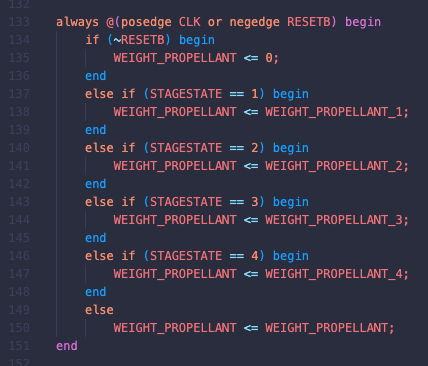 132
133 always @(posedge CLK or negedge RESETB) begin
134     if (~RESETB) begin
135         WEIGHT_PROPELLANT <= 0;
136     end
137     else if (STAGESTATE == 1) begin
138         WEIGHT_PROPELLANT <= WEIGHT_PROPELLANT_1;
139     end
140     else if (STAGESTATE == 2) begin
141         WEIGHT_PROPELLANT <= WEIGHT_PROPELLANT_2;
142     end
143     else if (STAGESTATE == 3) begin
144         WEIGHT_PROPELLANT <= WEIGHT_PROPELLANT_3;
145     end
146     else if (STAGESTATE == 4) begin
147         WEIGHT_PROPELLANT <= WEIGHT_PROPELLANT_4;
148     end
149     else
150         WEIGHT_PROPELLANT <= WEIGHT_PROPELLANT;
151 end
152